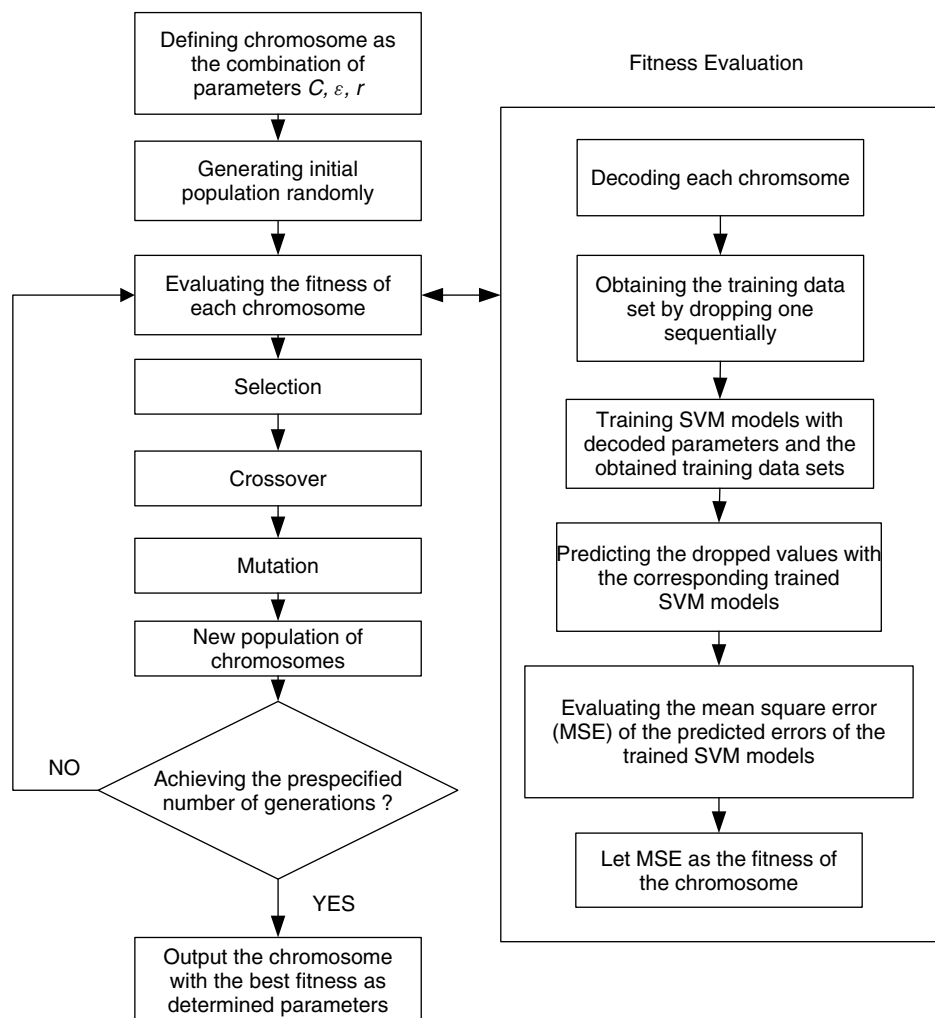 Defining chromosome as
the combination of
parameters C, ε, r
Generating initial
population randomly
Evaluating the fitness of
each chromosome
Selection
Crossover
Mutation
New population of
chromosomes
NO
Achieving the prespecified
number of generations ?
YES
Output the chromosome
with the best fitness as
determined parameters
Fitness Evaluation
Decoding each chromsome
Obtaining the training data
set by dropping one
sequentially
Training SVM models with
decoded parameters and the
obtained training data sets
Predicting the dropped values with
the corresponding trained
SVM models
Evaluating the mean square error
(MSE) of the predicted errors of the
trained SVM models
Let MSE as the fitness of
the chromosome